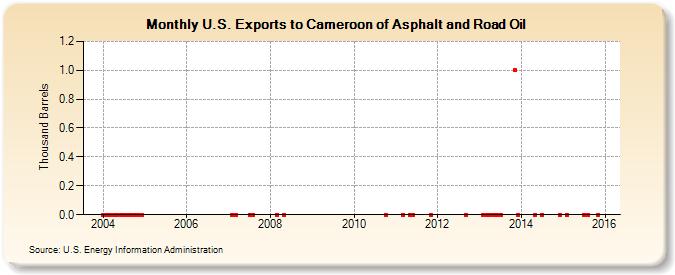 Monthly U.S. Exports to Cameroon of Asphalt and Road Oil
Thousand Barrels
1.2
1.0
0.8
0.6
0.4
0.2
0.0
2004 2006 2008 2010 2012 2014 2016
Source: U.S. Energy Information Administration